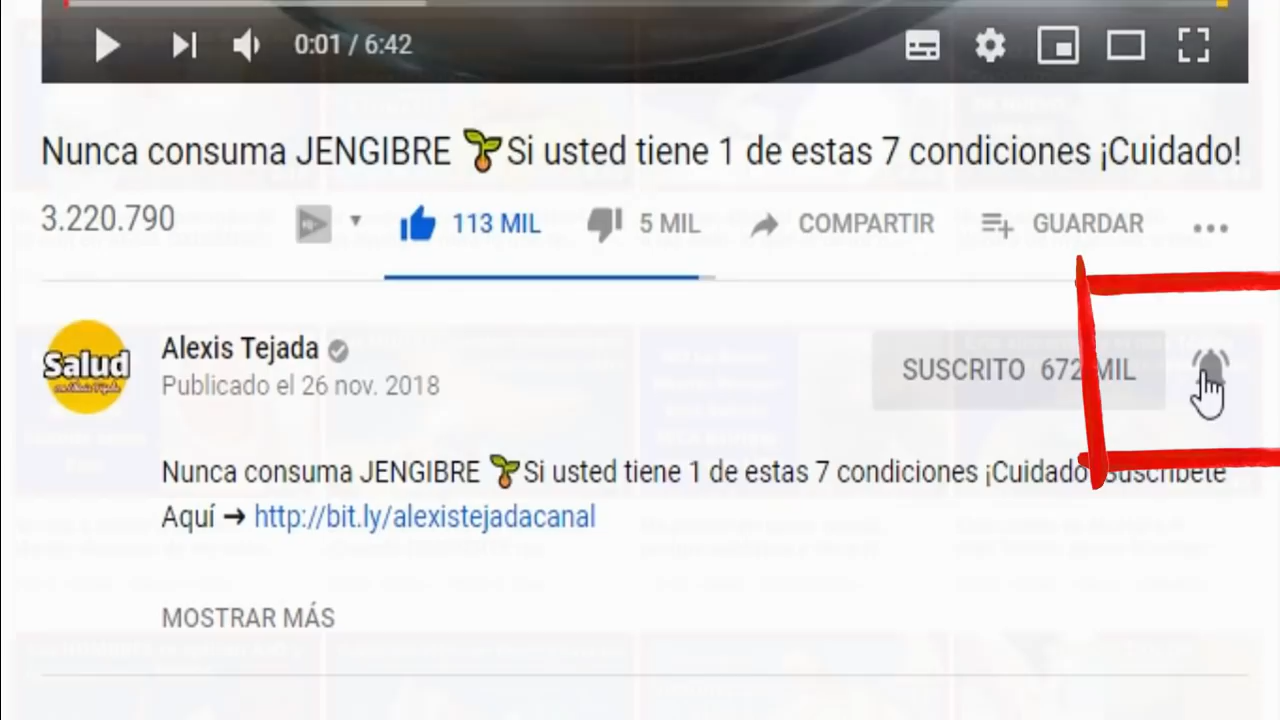 0:01 / 6:42
Nunca consuma JENGIBRE Si usted tiene 1 de estas 7 condiciones ¡Cuidado!
3.220.790 113 MIL 5 MIL COMPARTIR GUARDAR
Salud
Alexis Tejada
Publicado el 26 nov. 2018
SUSCRITO 672 MIL
Nunca consuma JENGIBRE Si usted tiene 1 de estas 7 condiciones ¡Cuidado! Suscríbete
Aquí → http://bit.ly/alexistejadacanal
MOSTRAR MÁS